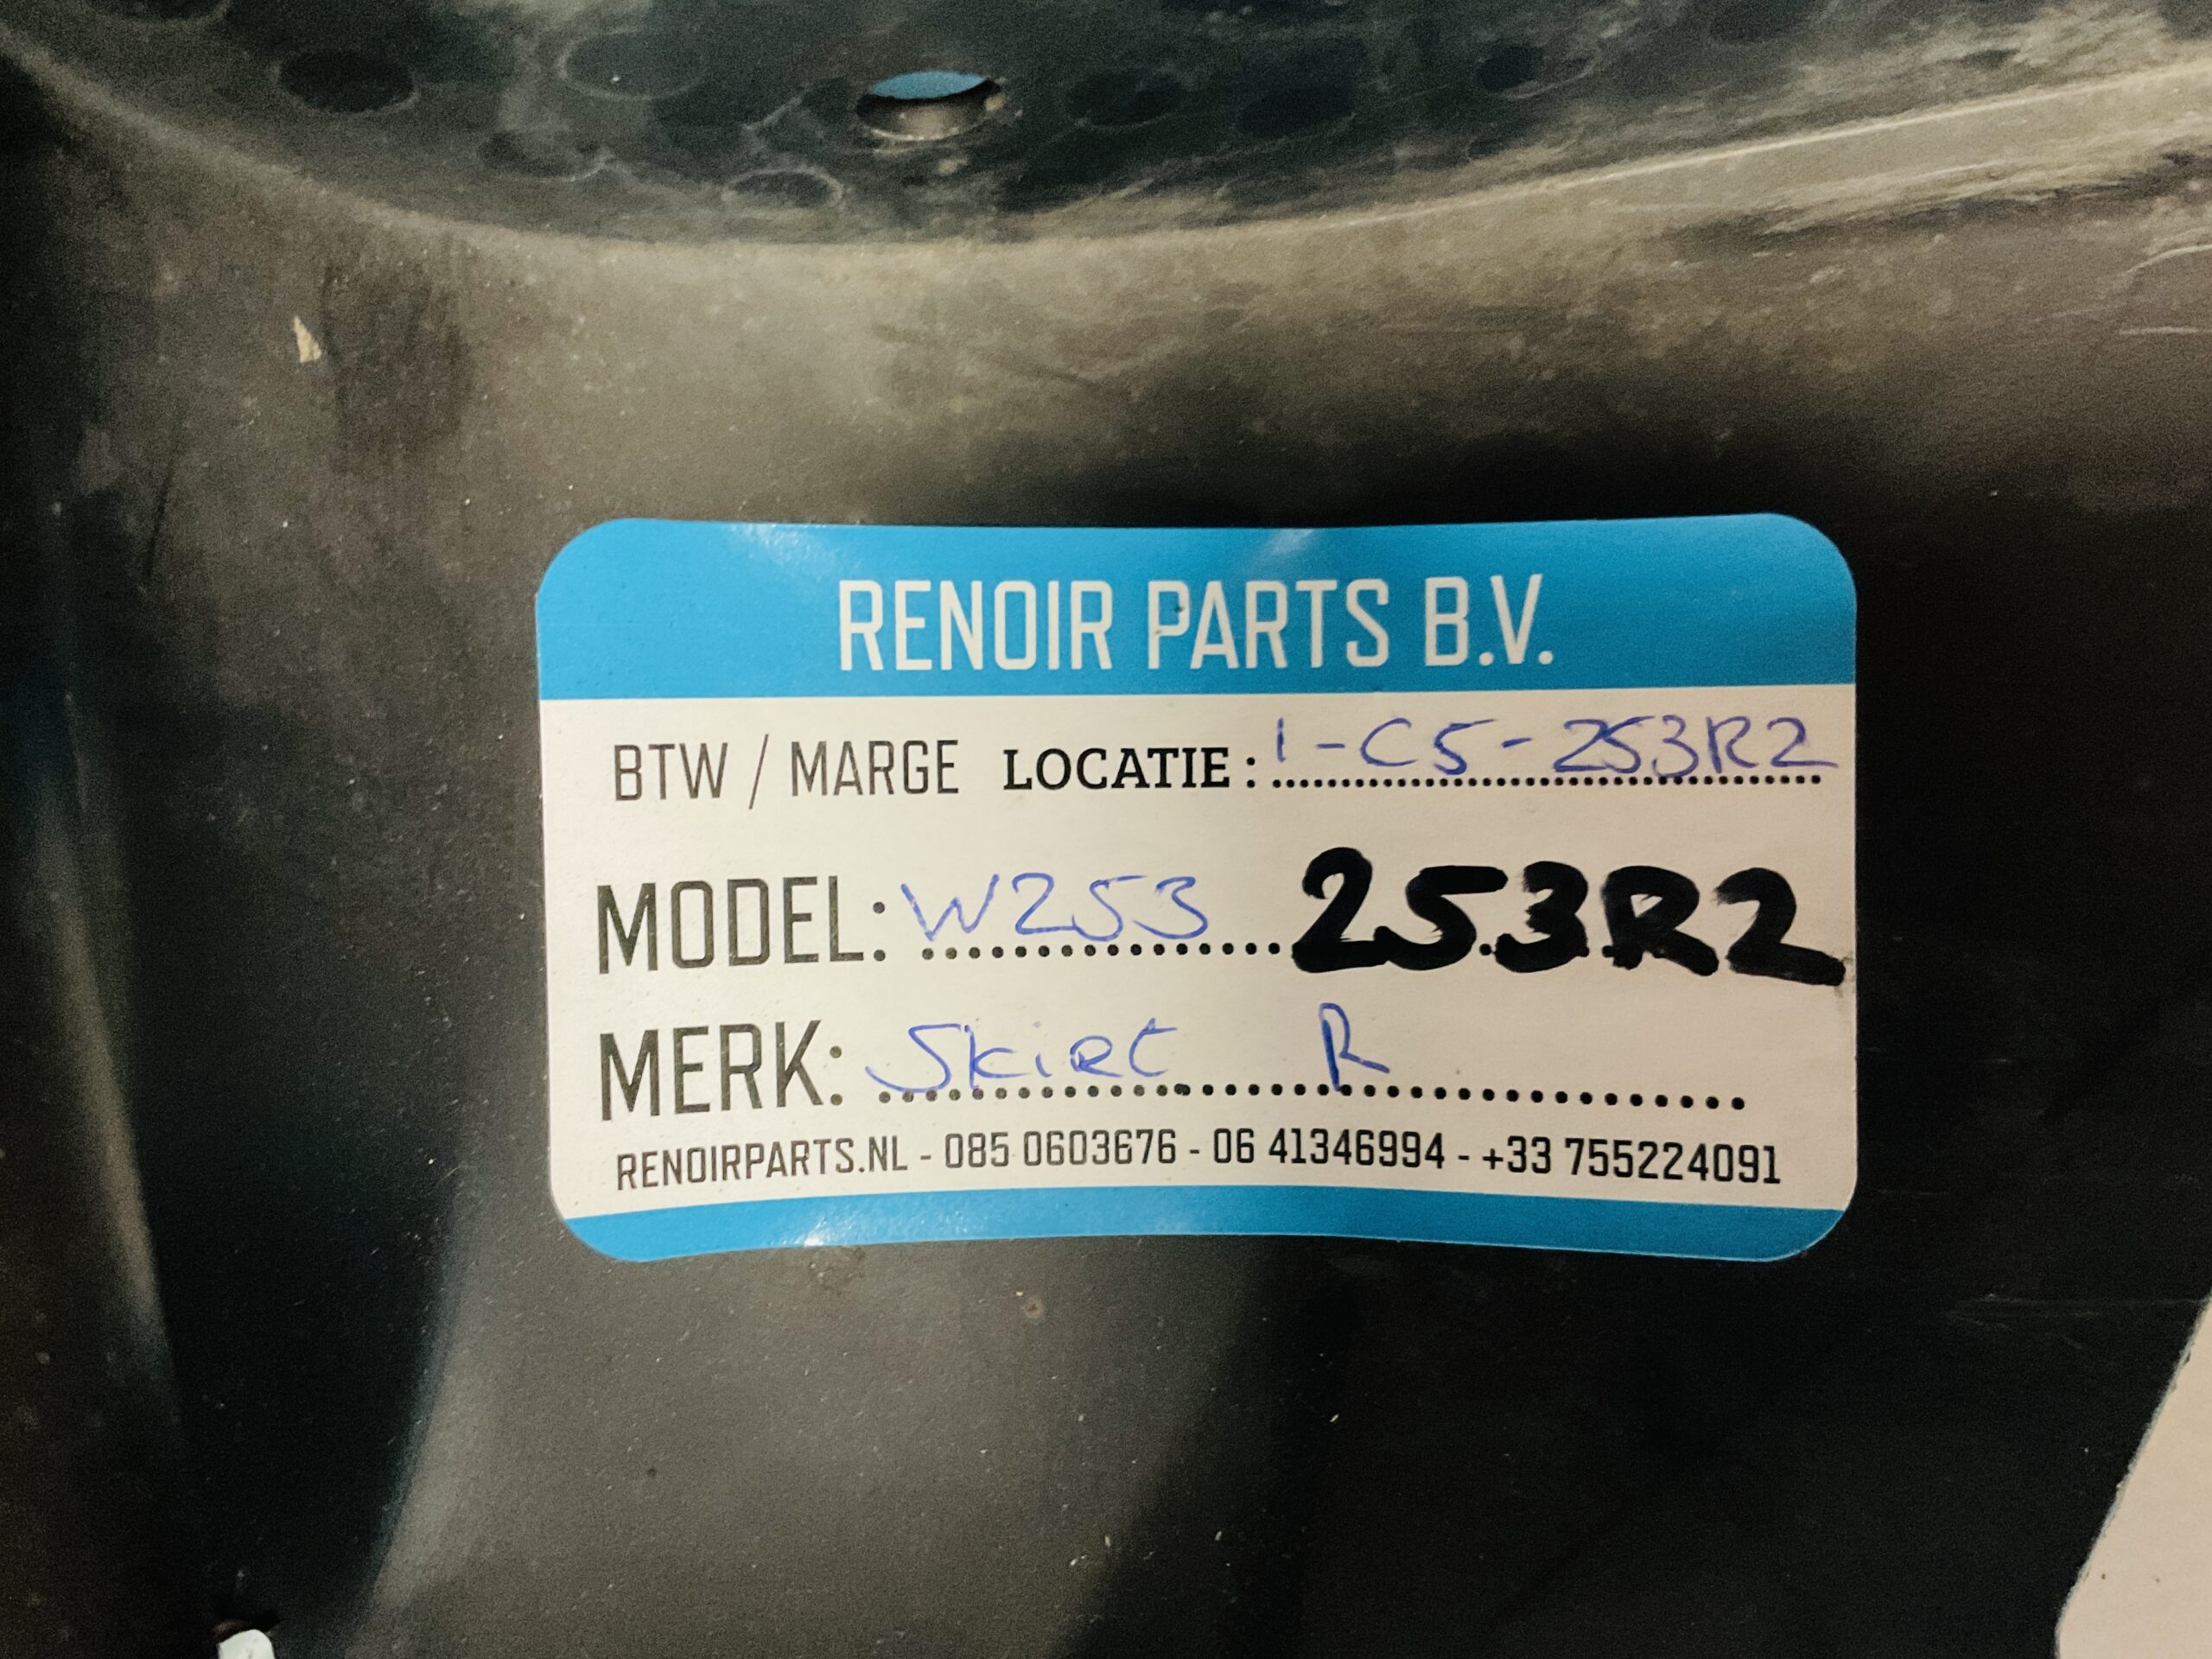 RENOIR PARTS B.V.
BTW / MARGE LOCATIE: 1-C5-253R2
MODEL: W253 253R2
MERK: Skirt R
RENOIRPARTS.NL - 085 0603676 - 06 41346994 - +33 755224091